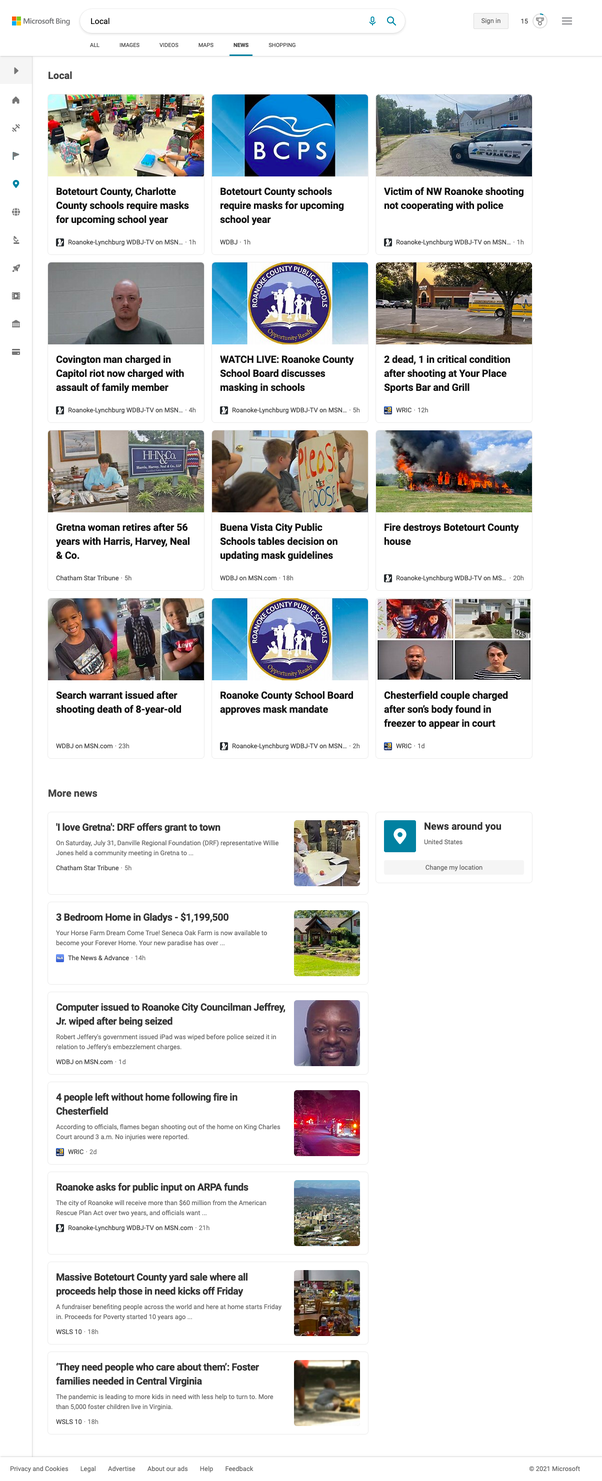 Microsoft Bing
Local
Sign in
15
ALL
IMAGES
VIDEOS
MAPS
NEWS
SHOPPING
Local
BCPS
POLICE
Botetourt County, Charlotte
County schools require masks
for upcoming school year
Roanoke-Lynchburg WDBJ-TV on MSN... · 1h
Botetourt County schools
require masks for upcoming
school year
WDBJ · 1h
Victim of NW Roanoke shooting
not cooperating with police
Roanoke-Lynchburg WDBJ-TV on MSN... · 1h
ROANOKE COUNTY PUBLIC SCHOOLS
Opportunity Ready
Covington man charged in
Capitol riot now charged with
assault of family member
Roanoke-Lynchburg WDBJ-TV on MSN... · 4h
WATCH LIVE: Roanoke County
School Board discusses
masking in schools
Roanoke-Lynchburg WDBJ-TV on MSN... · 5h
2 dead, 1 in critical condition
after shooting at Your Place
Sports Bar and Grill
WRIC · 12h
HHN&Co.
Harris, Harvey, Neal & Co., LLP
Please
CHOOSE
Gretna woman retires after 56
years with Harris, Harvey, Neal
& Co.
Chatham Star Tribune · 5h
Buena Vista City Public
Schools tables decision on
updating mask guidelines
WDBJ on MSN.com · 18h
Fire destroys Botetourt County
house
Roanoke-Lynchburg WDBJ-TV on MS... · 20h
ROANOKE COUNTY PUBLIC SCHOOLS
Opportunity Ready
Search warrant issued after
shooting death of 8-year-old
WDBJ on MSN.com · 23h
Roanoke County School Board
approves mask mandate
Roanoke-Lynchburg WDBJ-TV on MSN... · 2h
Chesterfield couple charged
after son's body found in
freezer to appear in court
WRIC · 1d
More news
'I love Gretna': DRF offers grant to town
On Saturday, July 31, Danville Regional Foundation (DRF) representative Willie
Jones held a community meeting in Gretna to ...
Chatham Star Tribune · 5h
News around you
United States
Change my location
3 Bedroom Home in Gladys - $1,199,500
Your Horse Farm Dream Come True! Seneca Oak Farm is now available to
become your Forever Home. Your new paradise has over ...
The News & Advance · 14h
Computer issued to Roanoke City Councilman Jeffrey,
Jr. wiped after being seized
Robert Jeffery's government issued iPad was wiped before police seized it in
relation to Jeffery's embezzlement charges.
WDBJ on MSN.com · 1d
4 people left without home following fire in
Chesterfield
According to officials, flames began shooting out of the home on King Charles
Court around 3 a.m. No injuries were reported.
WRIC · 2d
Roanoke asks for public input on ARPA funds
The city of Roanoke will receive more than $60 million from the American
Rescue Plan Act over two years, and officials want ...
Roanoke-Lynchburg WDBJ-TV on MSN.com · 21h
Massive Botetourt County yard sale where all
proceeds help those in need kicks off Friday
A fundraiser benefiting people across the world and here at home starts Friday
in. Proceeds for Poverty started 10 years ago ...
WSLS 10 · 18h
'They need people who care about them': Foster
families needed in Central Virginia
The pandemic is leading to more kids in need with less help to turn to. More
than 5,000 foster children live in Virginia.
WSLS 10 · 18h
Privacy and Cookies
Legal
Advertise
About our ads
Help
Feedback
© 2021 Microsoft